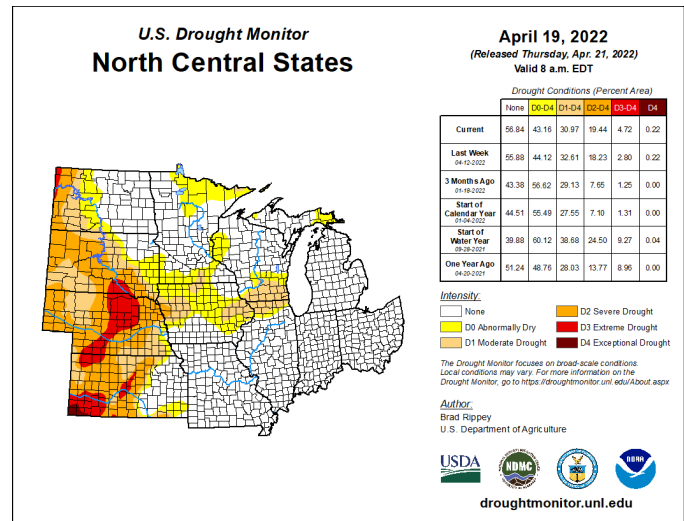 U.S. Drought Monitor
North Central States
April 19, 2022
(Released Thursday, Apr. 21, 2022)
Valid 8 a.m. EDT
Drought Conditions (Percent Area)
None D0-D4 D1-D4 D2-D4 D3-D4 D4
Current 56.84 43.16 30.97 19.44 4.72 0.22
Last Week
04-12-2022
55.88 44.12 32.61 18.23 2.80 0.22
3 Months Ago
01-18-2022
43.38 56.62 29.13 7.65 1.25 0.00
Start of
Calendar Year
01-04-2022
44.51 55.49 27.55 7.10 1.31 0.00
Start of
Water Year
09-28-2021
39.88 60.12 38.68 24.50 9.27 0.04
One Year Ago
04-20-2021
51.24 48.76 28.03 13.77 8.96 0.00
Intensity:
None
D0 Abnormally Dry
D1 Moderate Drought
D2 Severe Drought
D3 Extreme Drought
D4 Exceptional Drought
The Drought Monitor focuses on broad-scale conditions.
Local conditions may vary. For more information on the
Drought Monitor, go to https://droughtmonitor.unl.edu/About.aspx
Author:
Brad Rippey
U.S. Department of Agriculture
USDA
NDMC
NOAA
droughtmonitor.unl.edu